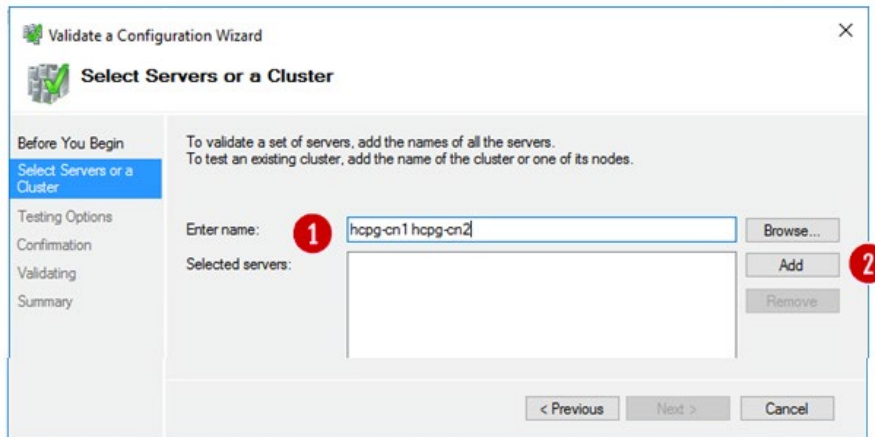 Validate a Configuration Wizard
Select Servers or a Cluster
Before You Begin
Select Servers or a
Cluster
Testing Options
Confirmation
Validating
Summary
To validate a set of servers, add the names of all the servers.
To test an existing cluster, add the name of the cluster or one of its nodes.
Enter name:
1
hcpg-cn1 hcpg-cn2
Browse...
Selected servers:
Add
2
Remove
< Previous
Next >
Cancel